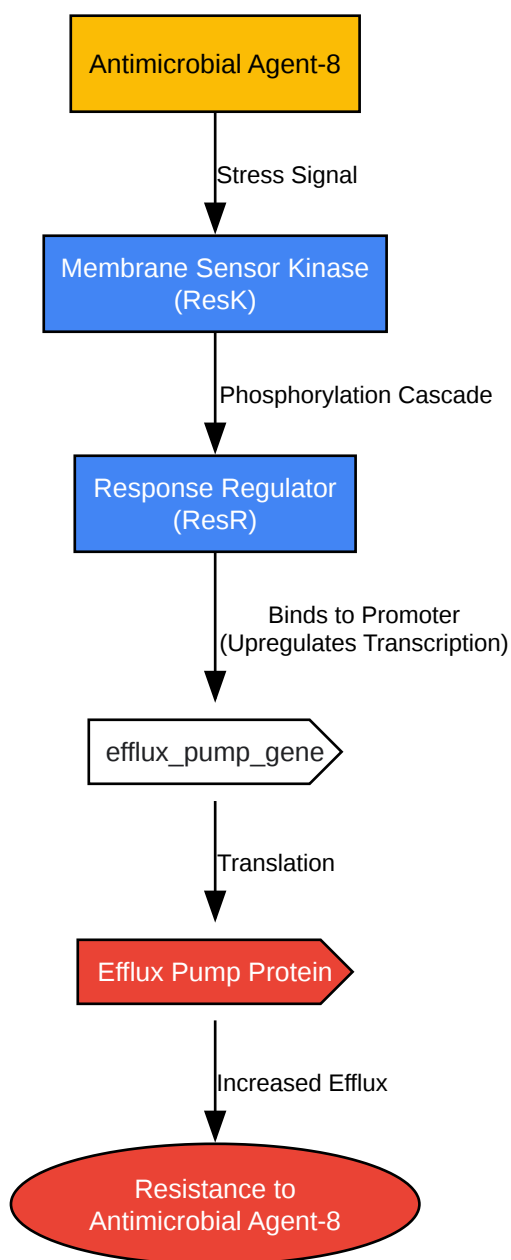 Antimicrobial Agent-8
Stress Signal
Membrane Sensor Kinase
(ResK)
Phosphorylation Cascade
Response Regulator
(ResR)
Binds to Promoter
(Upregulates Transcription)
efflux_pump_gene
Translation
Efflux Pump Protein
Increased Efflux
Resistance to
Antimicrobial Agent-8